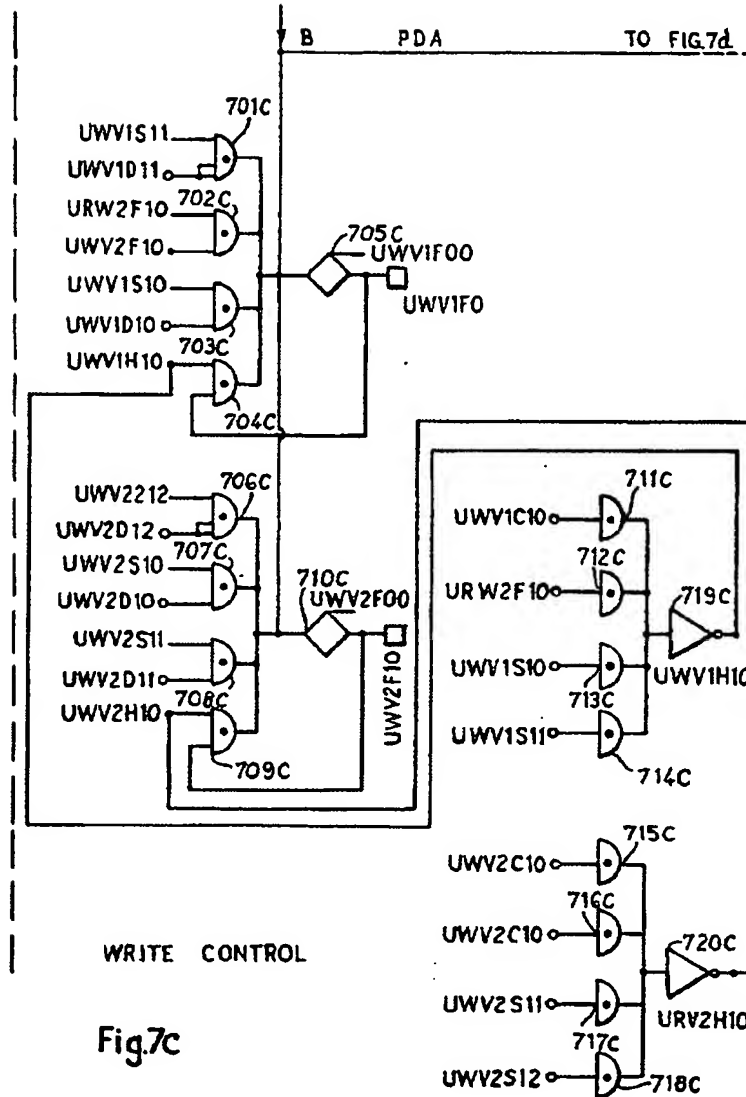 B PDA TO FIG.7d
701C
UWV1S11
UWV1D11
702C
URW2F10
UWV2F10
705C
UWV1F00
UWV1F0
UWV1S10
UWV1D10
703C
UWV1H10
704C
UWV2212
706C
UWV2D12
707C
UWV2S10
UWV2D10
710C
UWV2F00
UWV2F10
UWV2S11
UWV2D11
708C
UWV2H10
709C
711C
UWV1C10
712C
URW2F10
719C
UWV1H10
UWV1S10
713C
UWV1S11
714C
715C
UWV2C10
716C
UWV2C10
720C
URV2H10
UWV2S11
717C
UWV2S12
718C
WRITE CONTROL
Fig.7c